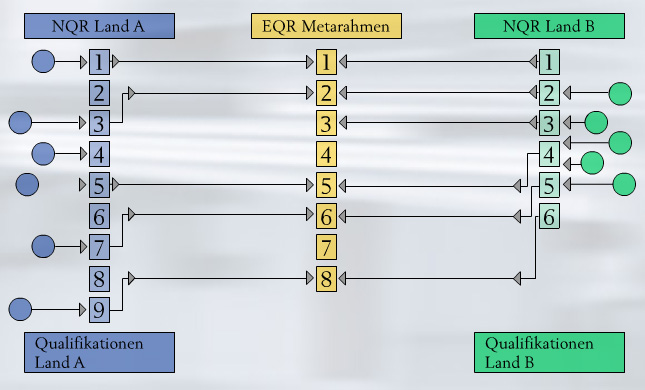 NQR Land A
EQR Metarahmen
NQR Land B
1 1 1
2 2 2
3 3 3
4 4 4
5 5 5
6 6 6
7 7
8 8
9
Qualifikationen
Land A
Qualifikationen
Land B